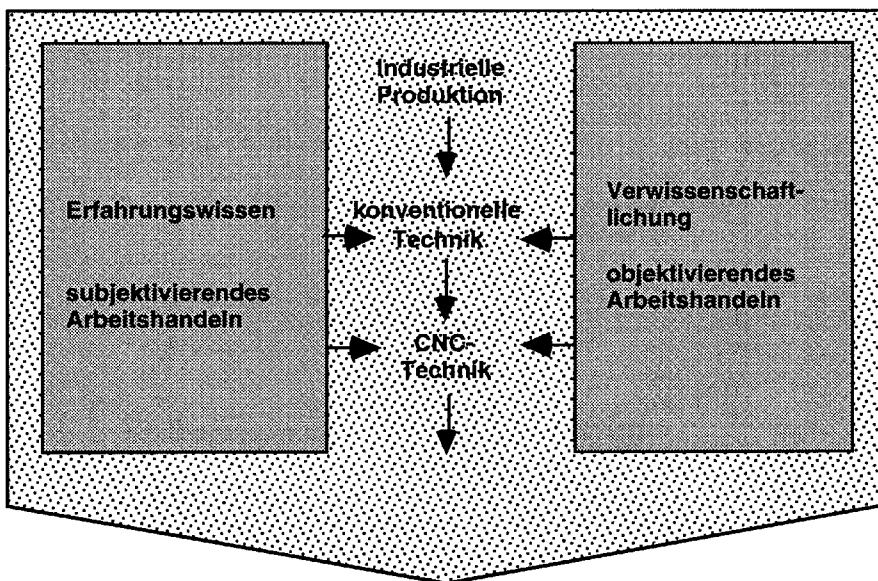 Industrielle
Produktion
Erfahrungswissen
subjektivierendes
Arbeitshandeln
konventionelle
Technik
CNC-
Technik
Verwissenschaft-
lichung
objektivierendes
Arbeitshandeln